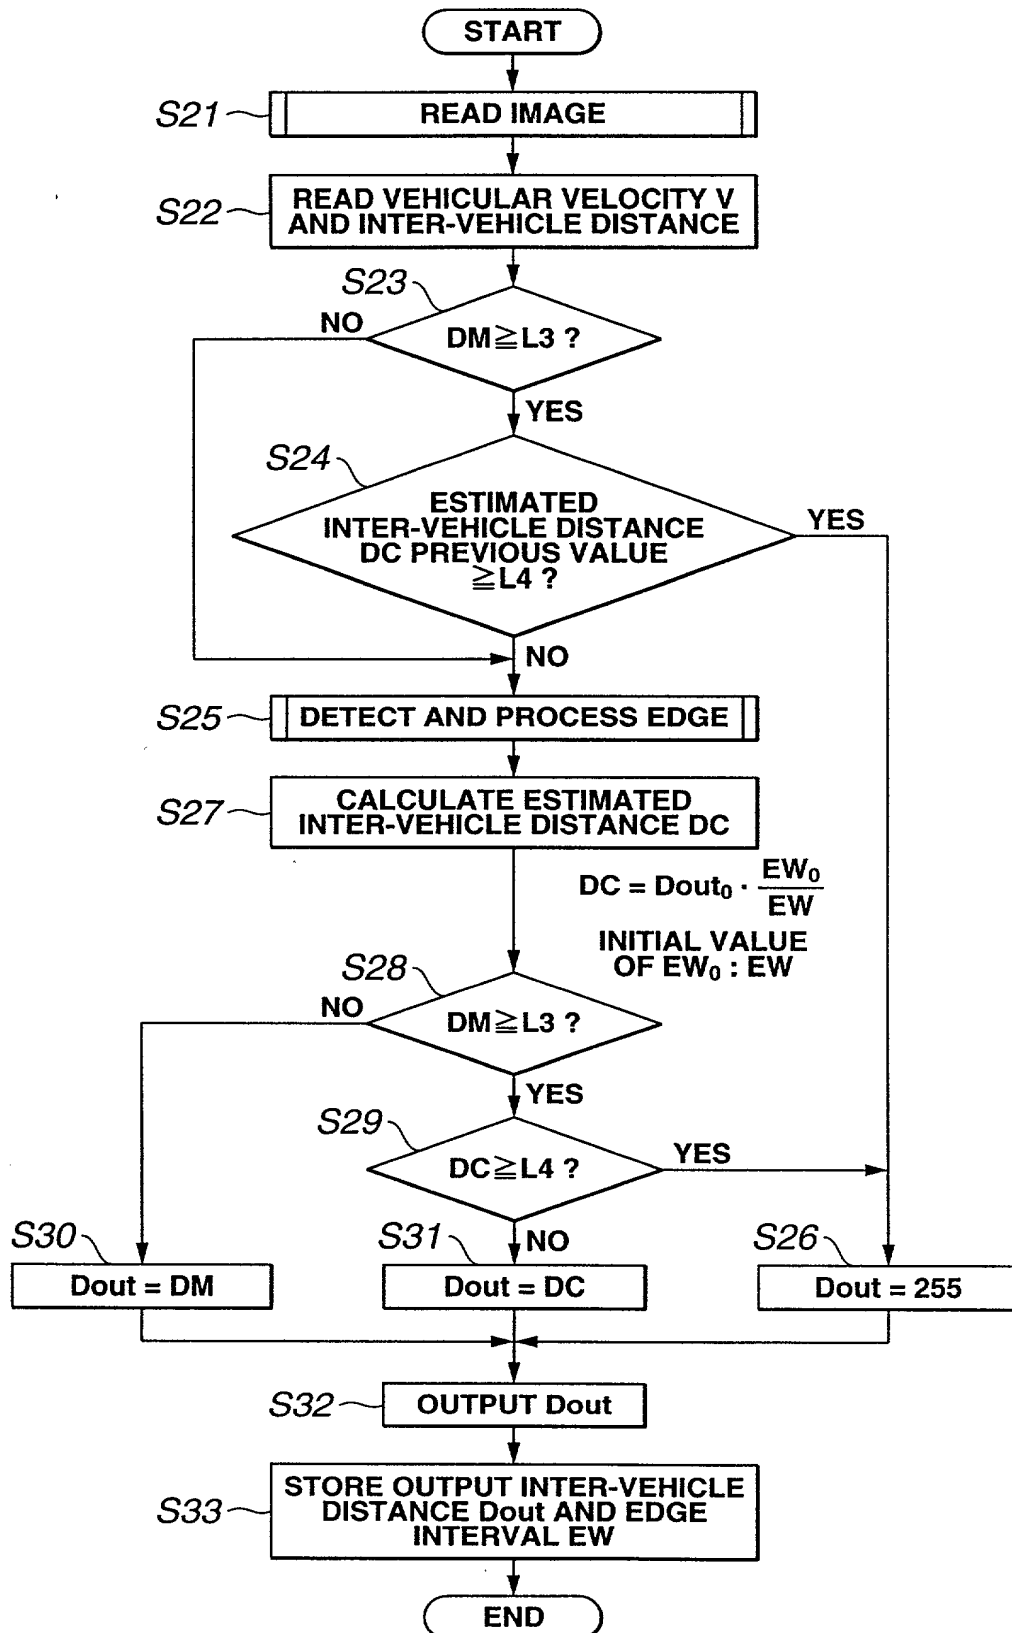 START
S21
READ IMAGE
S22
READ VEHICULAR VELOCITY V
AND INTER-VEHICLE DISTANCE
S23
NO
DM≧L3 ?
YES
S24
ESTIMATED
INTER-VEHICLE DISTANCE
DC PREVIOUS VALUE
≧L4 ?
YES
NO
S25
DETECT AND PROCESS EDGE
S27
CALCULATE ESTIMATED
INTER-VEHICLE DISTANCE DC
DC = Dout₀ · EW₀/EW
INITIAL VALUE
OF EW₀ : EW
S28
NO
DM≧L3 ?
YES
S29
DC≧L4 ?
YES
NO
S30
Dout = DM
S31
Dout = DC
S26
Dout = 255
S32
OUTPUT Dout
S33
STORE OUTPUT INTER-VEHICLE
DISTANCE Dout AND EDGE
INTERVAL EW
END